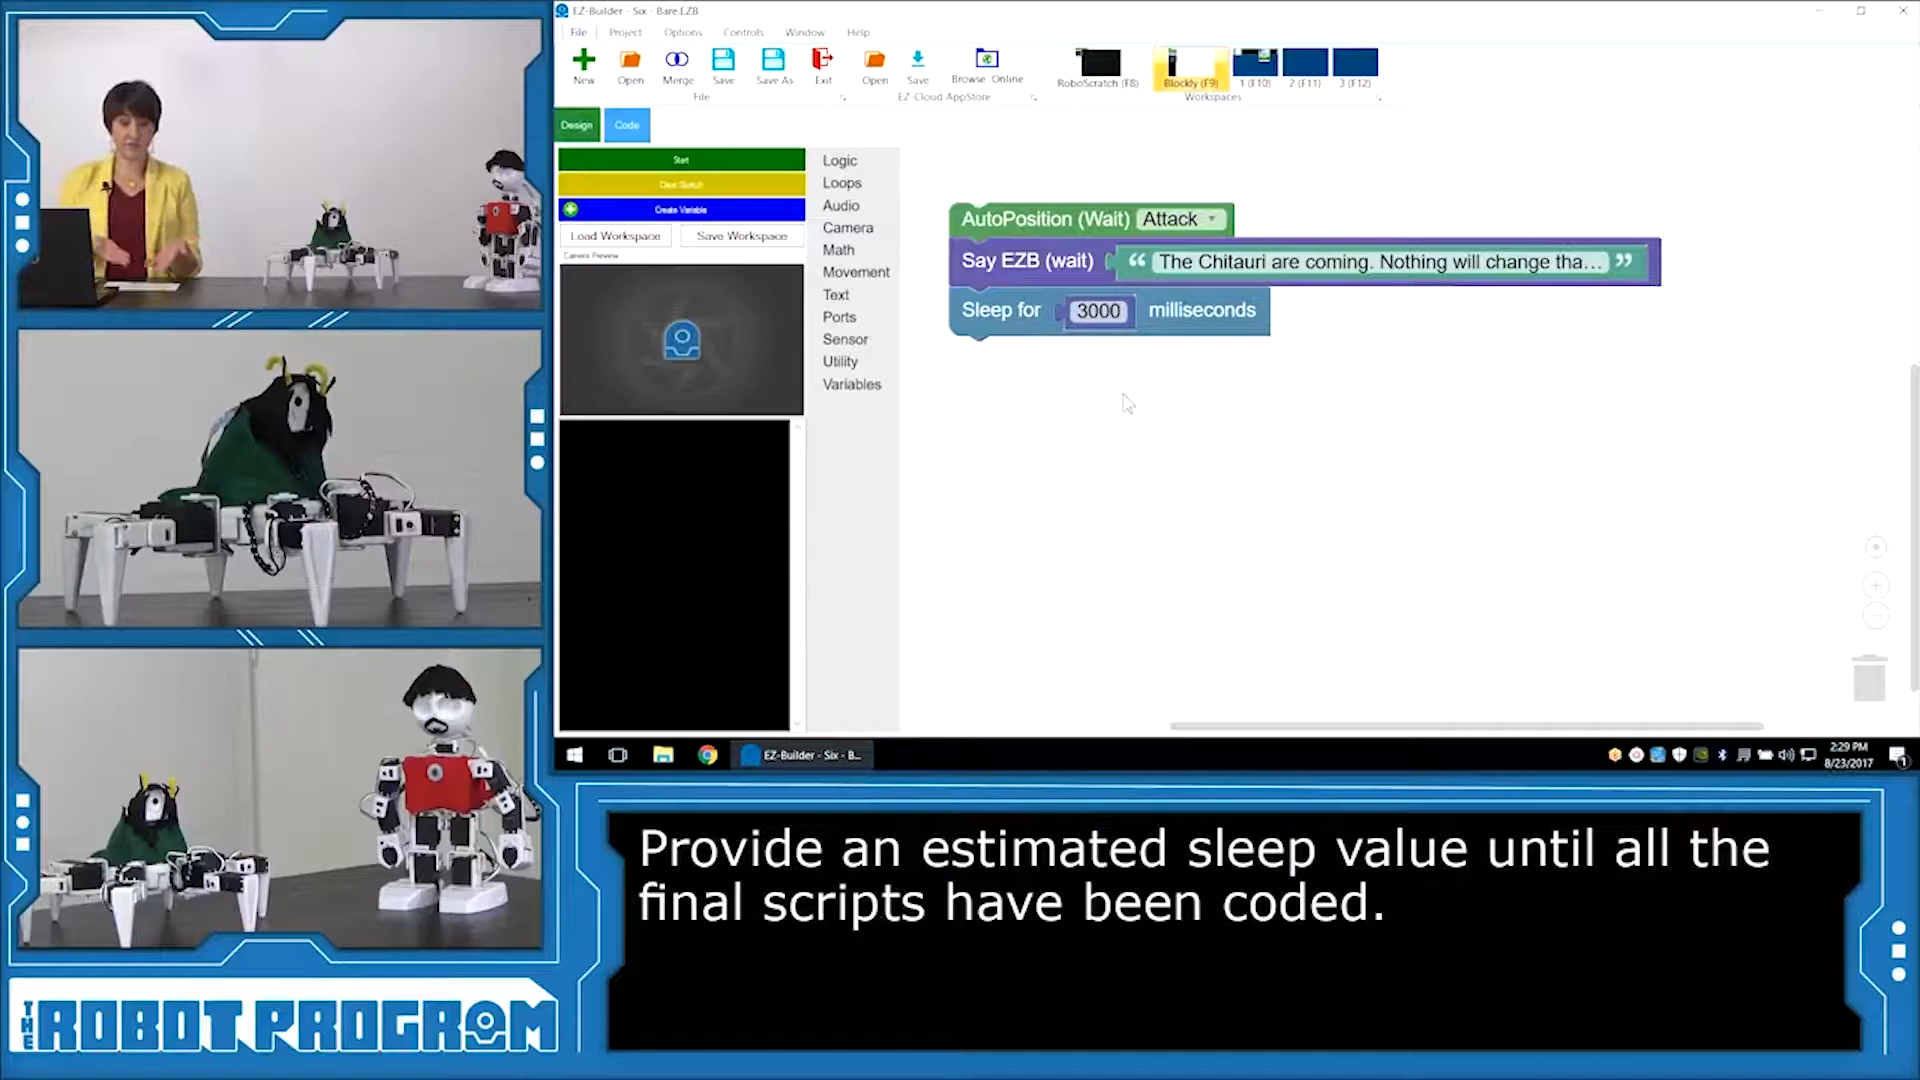 EZ-Builder - Six - Bare.EZB
File Project Options Controls Window Help
New Open Merge Save Save As Exit Open Save Browse Online RoboScratch (F8) Blockly (F9) 1 (F10) 2 (F11) 3 (F12)
File EZ-Cloud AppStore Workspaces
Design Code
Start
Clear Sketch
Create Variable
Load Workspace Save Workspace
Camera Preview
Logic
Loops
Audio
Camera
Math
Movement
Text
Ports
Sensor
Utility
Variables
AutoPosition (Wait) Attack
Say EZB (wait) “ The Chitauri are coming. Nothing will change tha... ”
Sleep for 3000 milliseconds
EZ-Builder - Six - B...
2:29 PM
8/23/2017
1
Provide an estimated sleep value until all the
final scripts have been coded.
THE ROBOT PROGRAM